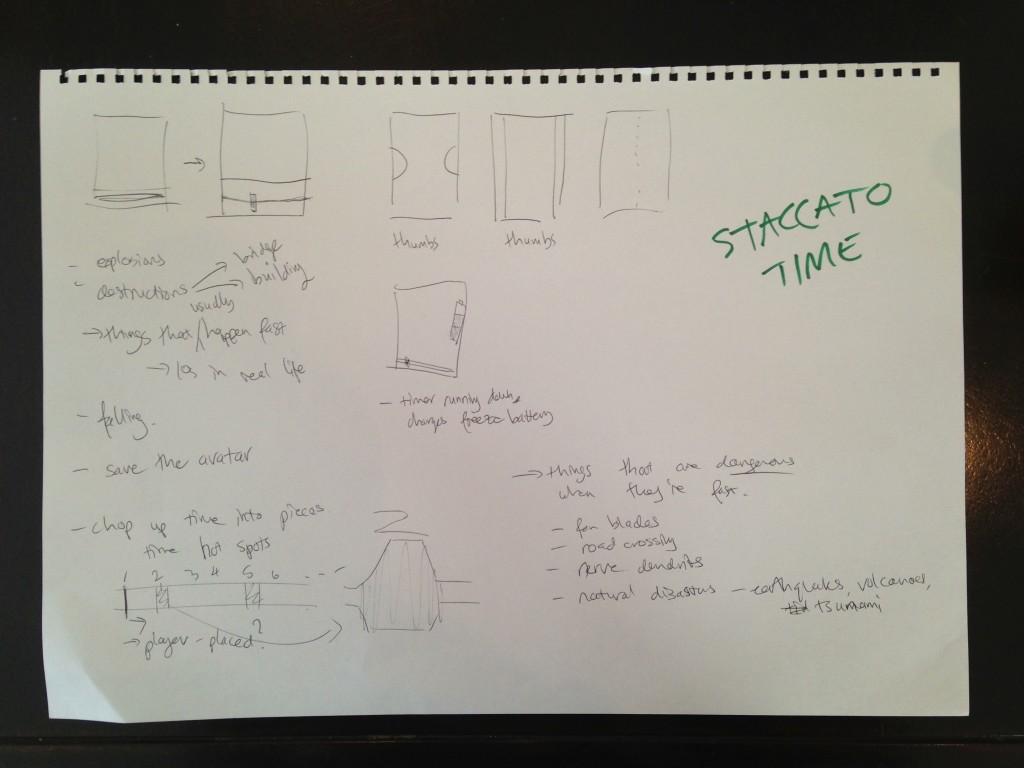 thumbs
thumbs
STACCATO
TIME
- explosions
- destructions
usually
bridge
building
→ things that happen fast
→ in real life
- falling.
- save the avatar
- chop up time into pieces
time hot spots
1 2 3 4 5 6 - - -
→ player-placed?
2
- timer running down,
charges freeze battery
→ things that are dangerous
when they're fast.
- fan blades
- road crossing
- nerve dendrites
- natural disasters - earthquakes, volcanoes,
tsunami